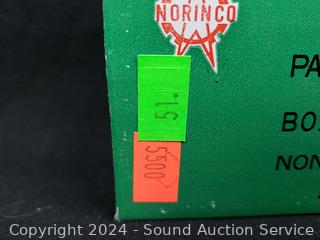 NORINCO
PA
BO
NON
51.
5500
Copyright 2024 - Sound Auction Service